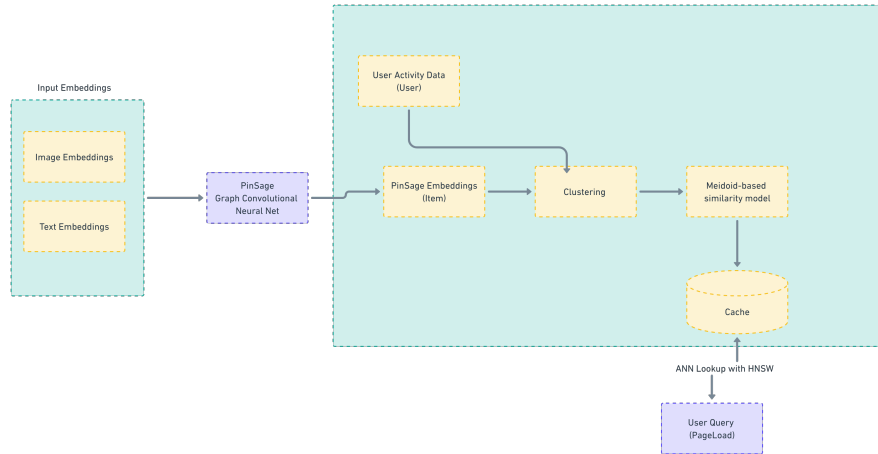 User Activity Data
(User)
Input Embeddings
Image Embeddings
Text Embeddings
PinSage
Graph Convolutional
Neural Net
PinSage Embeddings
(Item)
Clustering
Meidoid-based
similarity model
Cache
ANN Lookup with HNSW
User Query
(PageLoad)